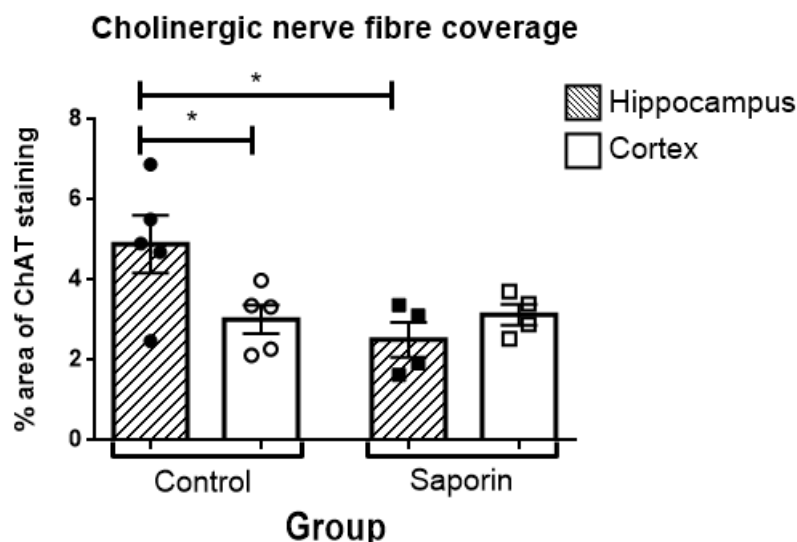 Cholinergic nerve fibre coverage
*
*
Hippocampus
Cortex
% area of ChAT staining
8
6
4
2
0
Control
Saporin
Group